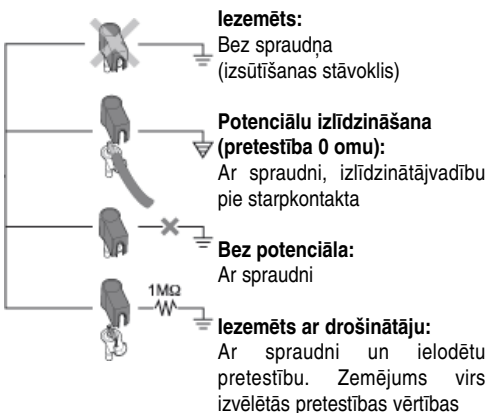 Iezemēts:
Bez spraudņa
(izsūtīšanas stāvoklis)
Potenciālu izlīdzināšana
(pretestība 0 omu):
Ar spraudni, izlīdzinātājvadību
pie starpkontakta
Bez potenciāla:
Ar spraudni
1MΩ
Iezemēts ar drošinātāju:
Ar spraudni un ielodētu
pretestību. Zemējums virs
izvēlētās pretestības vērtības